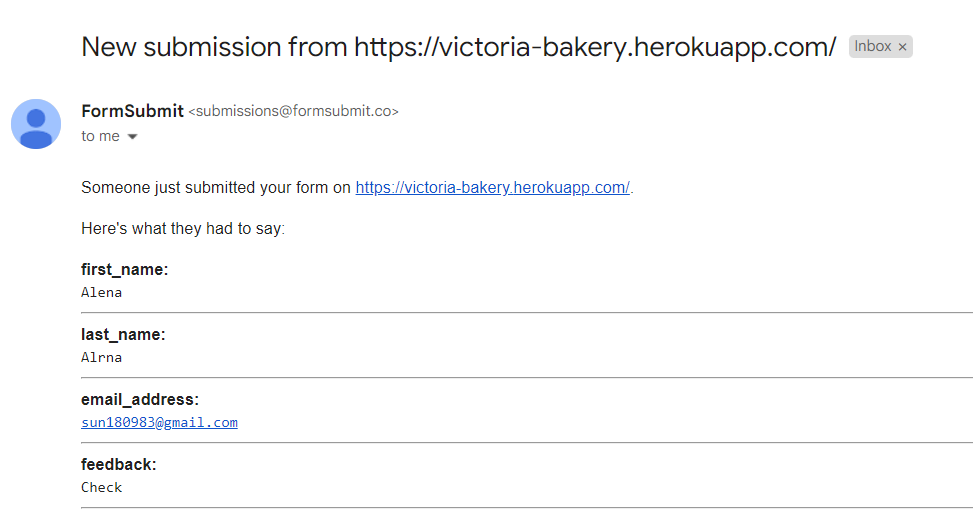 New submission from https://victoria-bakery.herokuapp.com/ Inbox ×
FormSubmit <submissions@formsubmit.co>
to me
Someone just submitted your form on https://victoria-bakery.herokuapp.com/.
Here's what they had to say:
first_name:
Alena
last_name:
Alrna
email_address:
sun180983@gmail.com
feedback:
Check